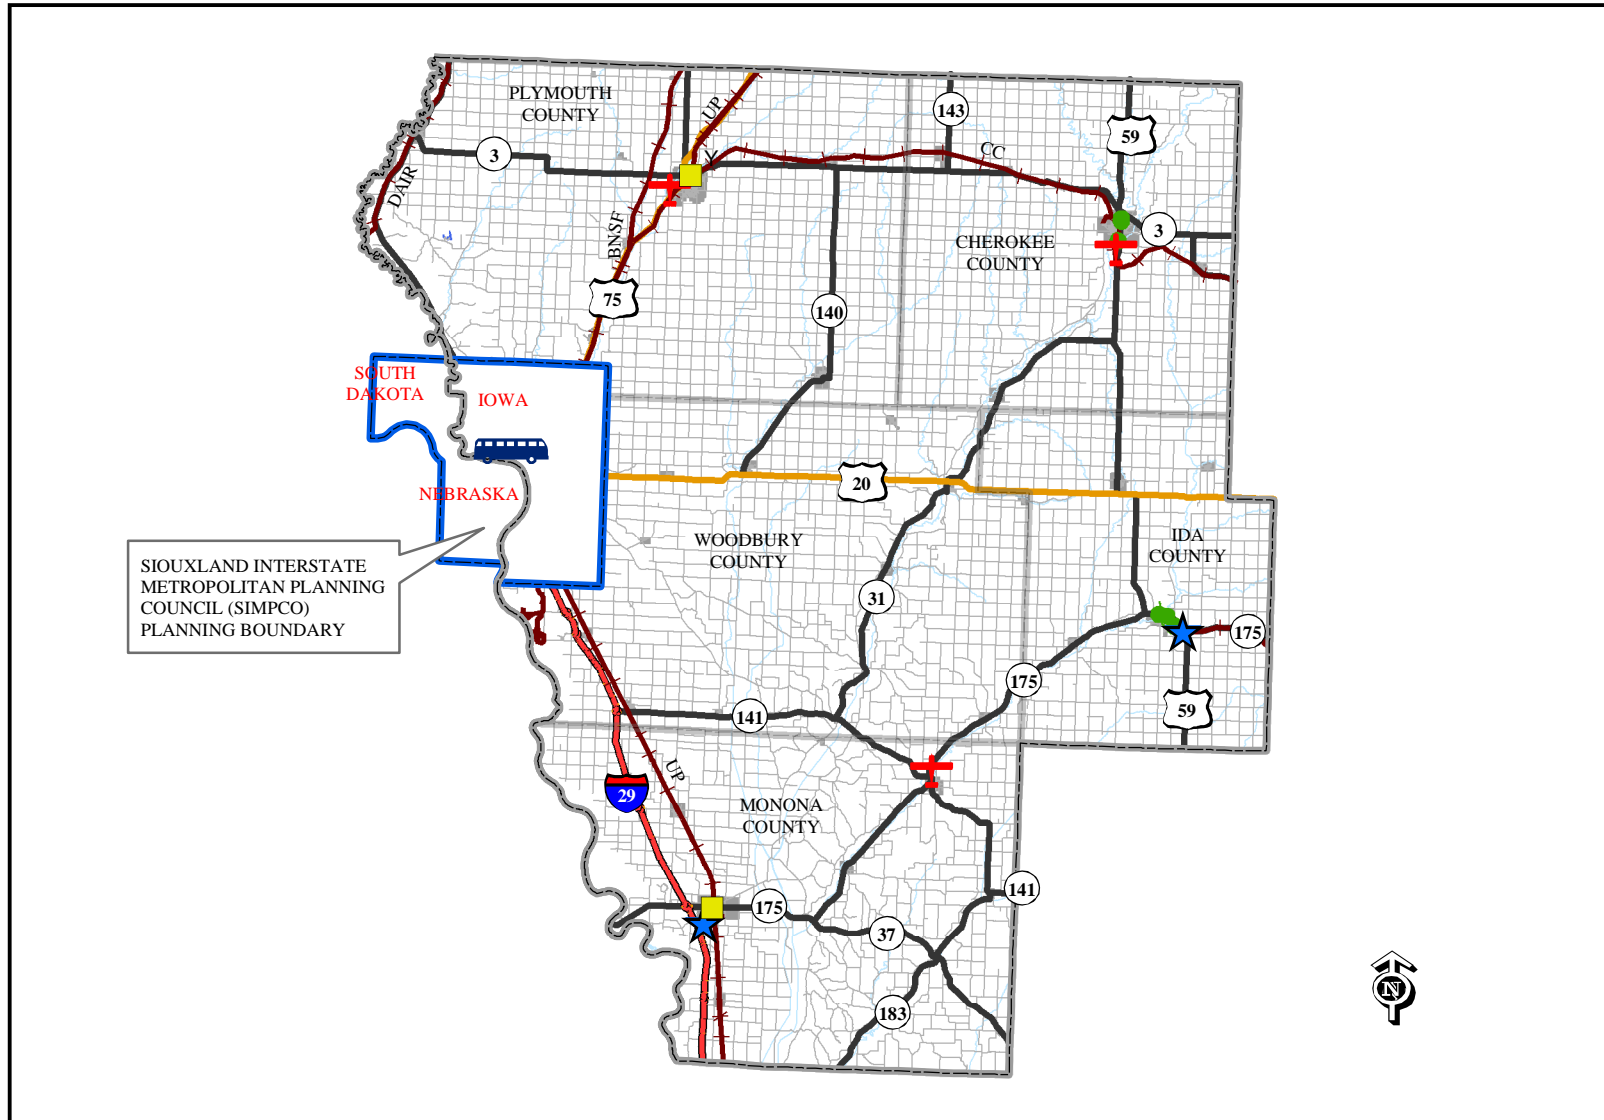 PLYMOUTH
COUNTY
UP
143
59
3
CC
DAIR
BNSF
CHEROKEE
COUNTY
3
75
140
SOUTH
DAKOTA
IOWA
NEBRASKA
20
WOODBURY
COUNTY
IDA
COUNTY
SIOUXLAND INTERSTATE
METROPOLITAN PLANNING
COUNCIL (SIMPCO)
PLANNING BOUNDARY
31
175
175
59
141
UP
29
MONONA
COUNTY
141
175
37
183
N